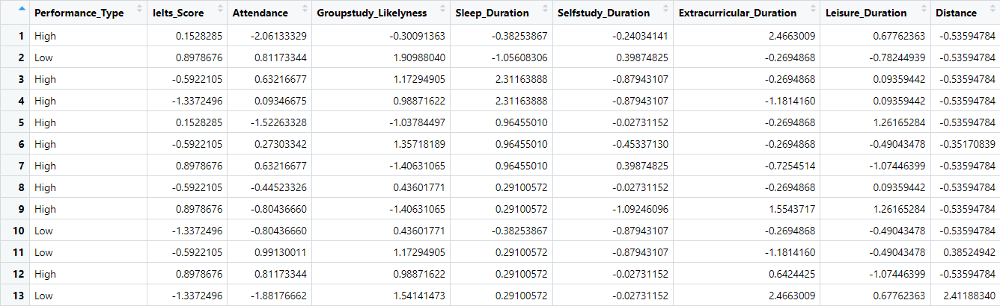 Performance_Type Ielts_Score Attendance Groupstudy_Likelyness Sleep_Duration Selfstudy_Duration Extracurricular_Duration Leisure_Duration Distance
1 High 0.1528285 -2.06133329 -0.30091363 -0.38253867 -0.24034141 2.4663009 0.67762363 -0.53594784
2 Low 0.8978676 0.81173344 1.90988040 -1.05608306 0.39874825 -0.2694868 -0.78244939 -0.53594784
3 High -0.5922105 0.63216677 1.17294905 2.31163888 -0.87943107 -0.2694868 0.09359442 -0.53594784
4 High -1.3372496 0.09346675 0.98871622 2.31163888 -0.87943107 -1.1814160 0.09359442 -0.53594784
5 High 0.1528285 -1.52263328 -1.03784497 0.96455010 -0.02731152 -0.2694868 1.26165284 -0.53594784
6 High -0.5922105 0.27303342 1.35718189 0.96455010 -0.45337130 -0.2694868 -0.49043478 -0.35170839
7 High 0.8978676 0.63216677 -1.40631065 0.96455010 0.39874825 -0.7254514 -1.07446399 -0.53594784
8 High -0.5922105 -0.44523326 0.43601771 0.29100572 -0.02731152 -0.2694868 0.09359442 -0.53594784
9 High 0.8978676 -0.80436660 -1.40631065 0.29100572 -1.09246096 1.5543717 1.26165284 -0.53594784
10 Low -1.3372496 -0.80436660 0.43601771 -0.38253867 -0.87943107 -0.2694868 -0.49043478 -0.53594784
11 Low -0.5922105 0.99130011 1.17294905 0.29100572 -0.87943107 -1.1814160 -0.49043478 0.38524942
12 High 0.8978676 0.81173344 0.98871622 0.29100572 -0.02731152 0.6424425 -1.07446399 -0.53594784
13 Low -1.3372496 -1.88176662 1.54141473 0.29100572 -0.02731152 2.4663009 0.67762363 2.41188340